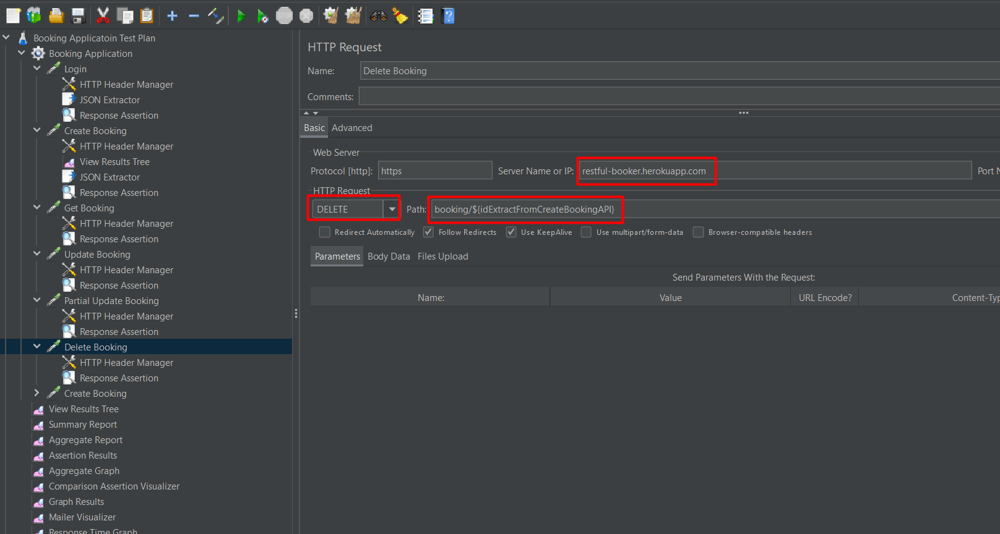 Booking Applicatoin Test Plan
Booking Application
Login
HTTP Header Manager
JSON Extractor
Response Assertion
Create Booking
HTTP Header Manager
View Results Tree
JSON Extractor
Response Assertion
Get Booking
HTTP Header Manager
Response Assertion
Update Booking
HTTP Header Manager
Response Assertion
Partial Update Booking
HTTP Header Manager
Response Assertion
Delete Booking
HTTP Header Manager
Response Assertion
Create Booking
View Results Tree
Summary Report
Aggregate Report
Assertion Results
Aggregate Graph
Comparison Assertion Visualizer
Graph Results
Mailer Visualizer
Response Time Graph
HTTP Request
Name: Delete Booking
Comments:
Basic Advanced
Web Server
Protocol [http]: https Server Name or IP: restful-booker.herokuapp.com Port N
HTTP Request
DELETE Path: booking/${idExtractFromCreateBookingAPI}
Redirect Automatically Follow Redirects Use KeepAlive Use multipart/form-data Browser-compatible headers
Parameters Body Data Files Upload
Send Parameters With the Request:
Name: Value URL Encode? Content-Typ